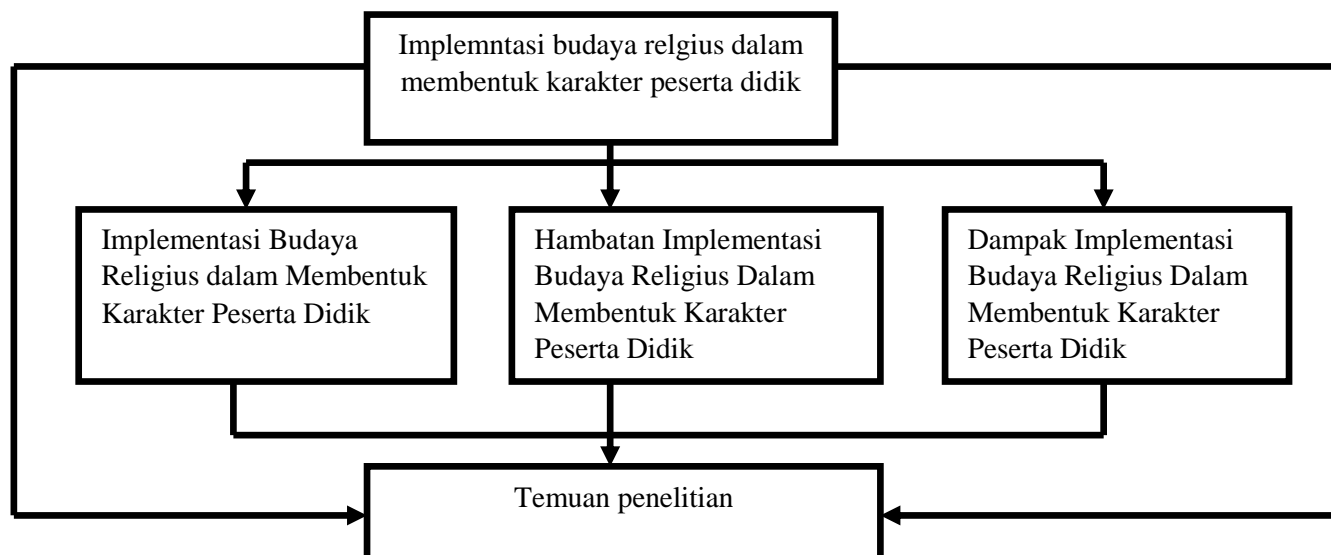 Implemntasi budaya relgius dalam
membentuk karakter peserta didik
Implementasi Budaya
Religius dalam Membentuk
Karakter Peserta Didik
Hambatan Implementasi
Budaya Religius Dalam
Membentuk Karakter
Peserta Didik
Dampak Implementasi
Budaya Religius Dalam
Membentuk Karakter
Peserta Didik
Temuan penelitian